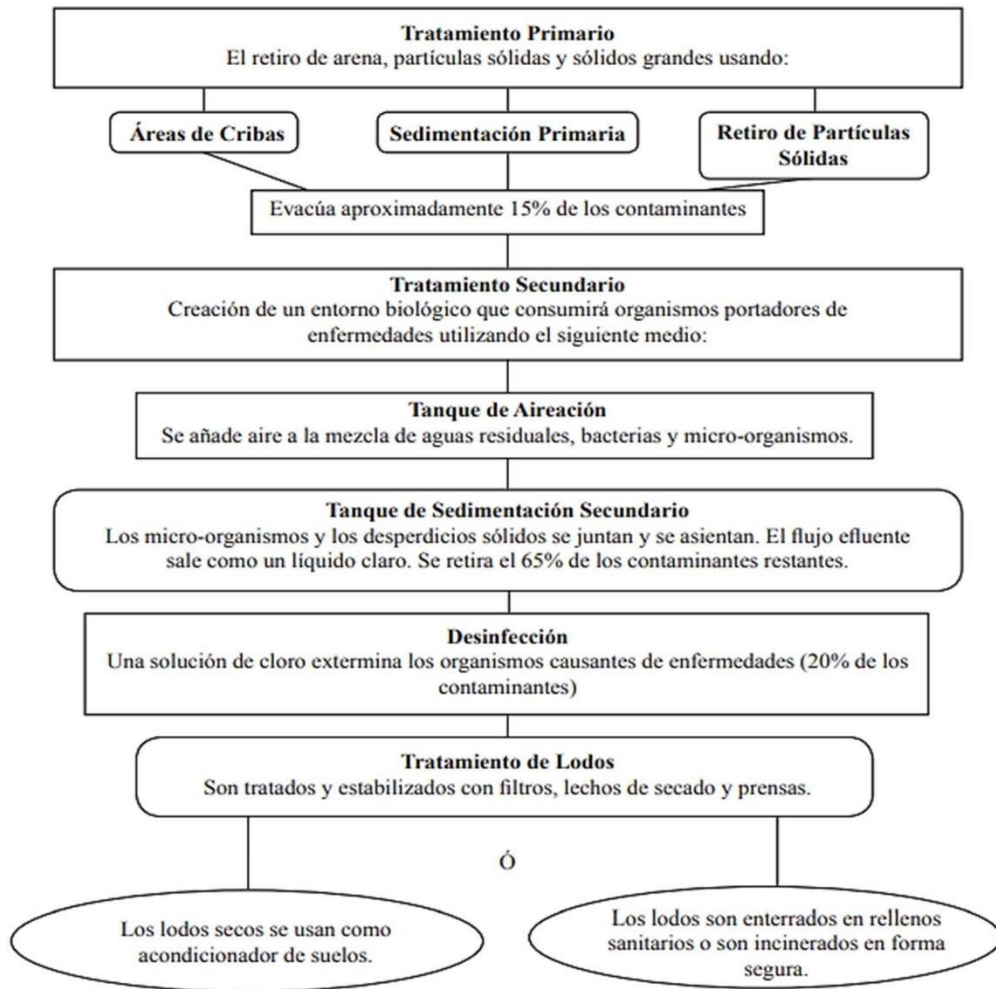 Tratamiento Primario
El retiro de arena, partículas sólidas y sólidos grandes usando:
Áreas de Cribas
Sedimentación Primaria
Retiro de Partículas
Sólidas
Evacúa aproximadamente 15% de los contaminantes
Tratamiento Secundario
Creación de un entorno biológico que consumirá organismos portadores de
enfermedades utilizando el siguiente medio:
Tanque de Aireación
Se añade aire a la mezcla de aguas residuales, bacterias y micro-organismos.
Tanque de Sedimentación Secundario
Los micro-organismos y los desperdicios sólidos se juntan y se asientan. El flujo efluente
sale como un líquido claro. Se retira el 65% de los contaminantes restantes.
Desinfección
Una solución de cloro extermina los organismos causantes de enfermedades (20% de los
contaminantes)
Tratamiento de Lodos
Son tratados y estabilizados con filtros, lechos de secado y prensas.
Ó
Los lodos secos se usan como
acondicionador de suelos.
Los lodos son enterrados en rellenos
sanitarios o son incinerados en forma
segura.